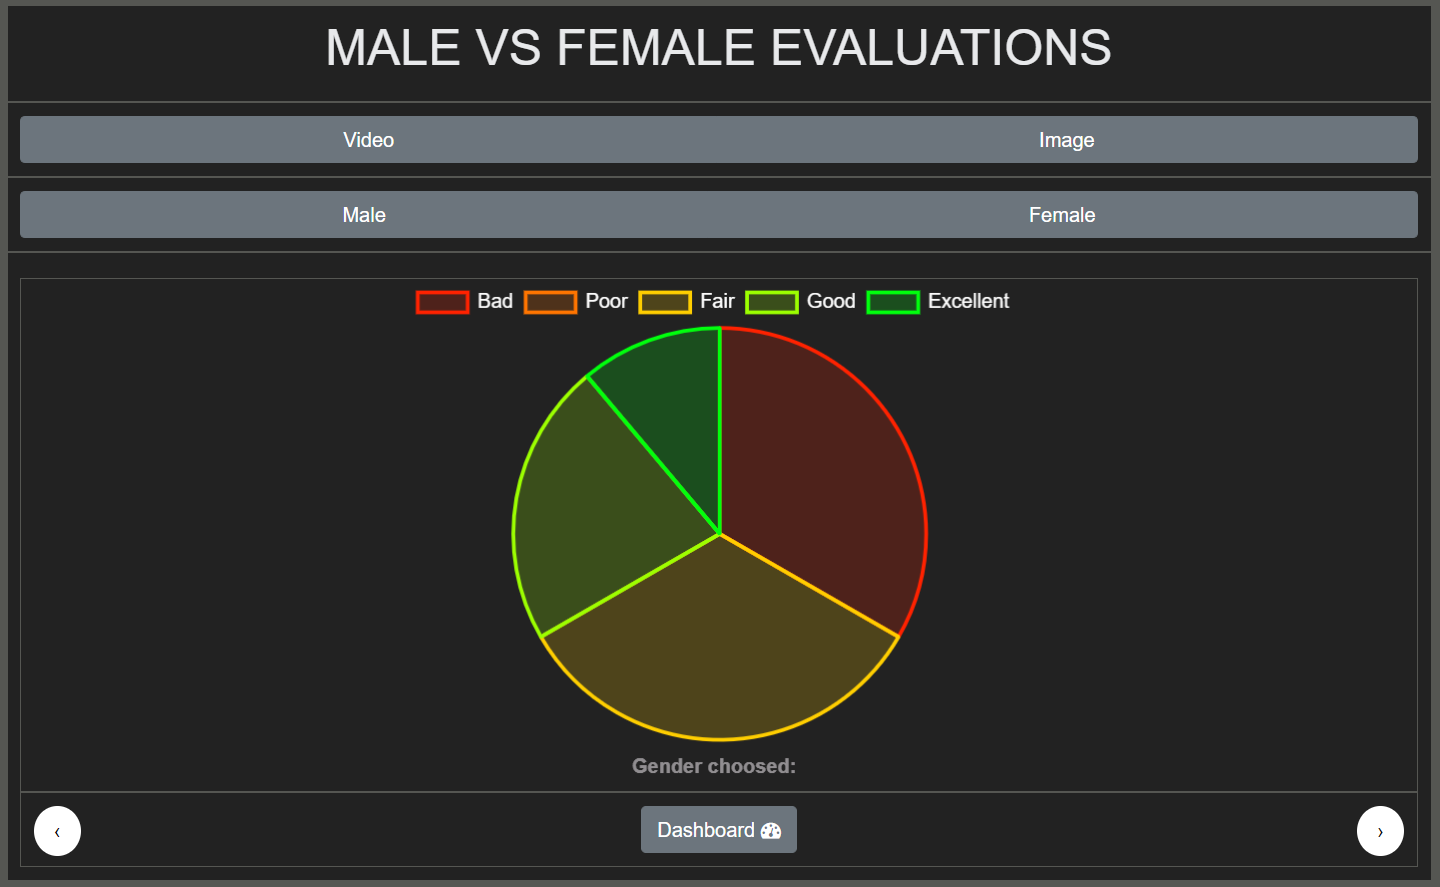 MALE VS FEMALE EVALUATIONS
Video Image
Male Female
Bad Poor Fair Good Excellent
Gender choosed:
‹ Dashboard ›